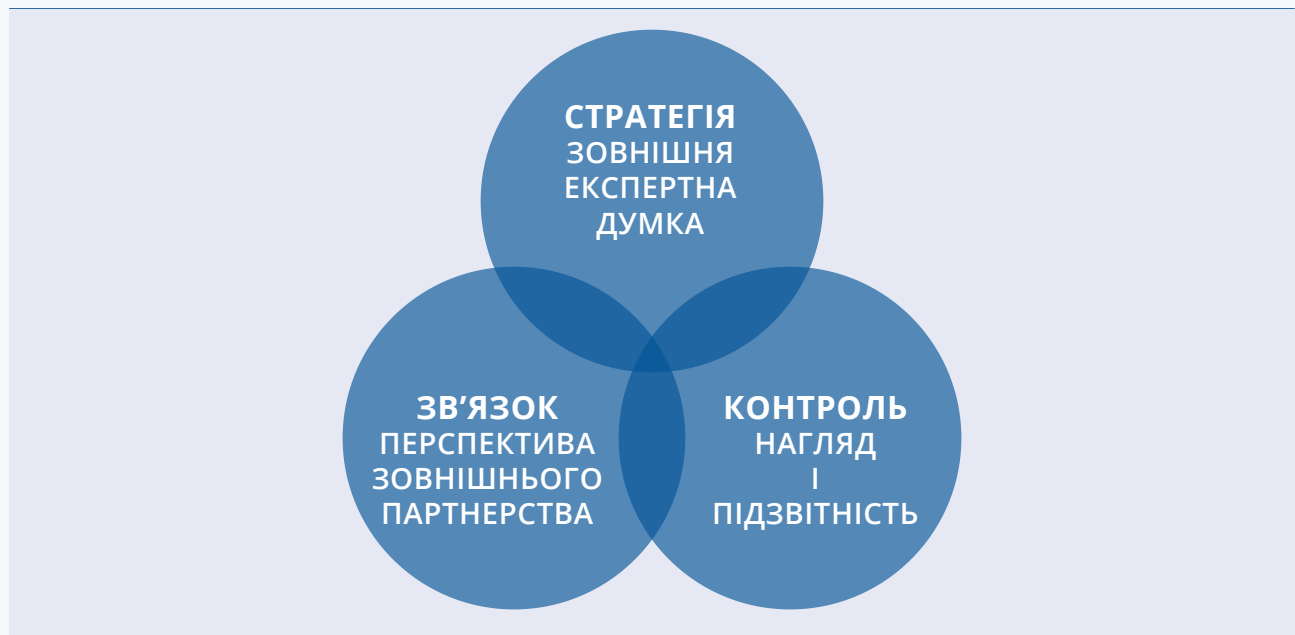 СТРАТЕГІЯ
ЗОВНІШНЯ
ЕКСПЕРТНА
ДУМКА
ЗВ’ЯЗОК
ПЕРСПЕКТИВА
ЗОВНІШНЬОГО
ПАРТНЕРСТВА
КОНТРОЛЬ
НАГЛЯД
І
ПІДЗВІТНІСТЬ